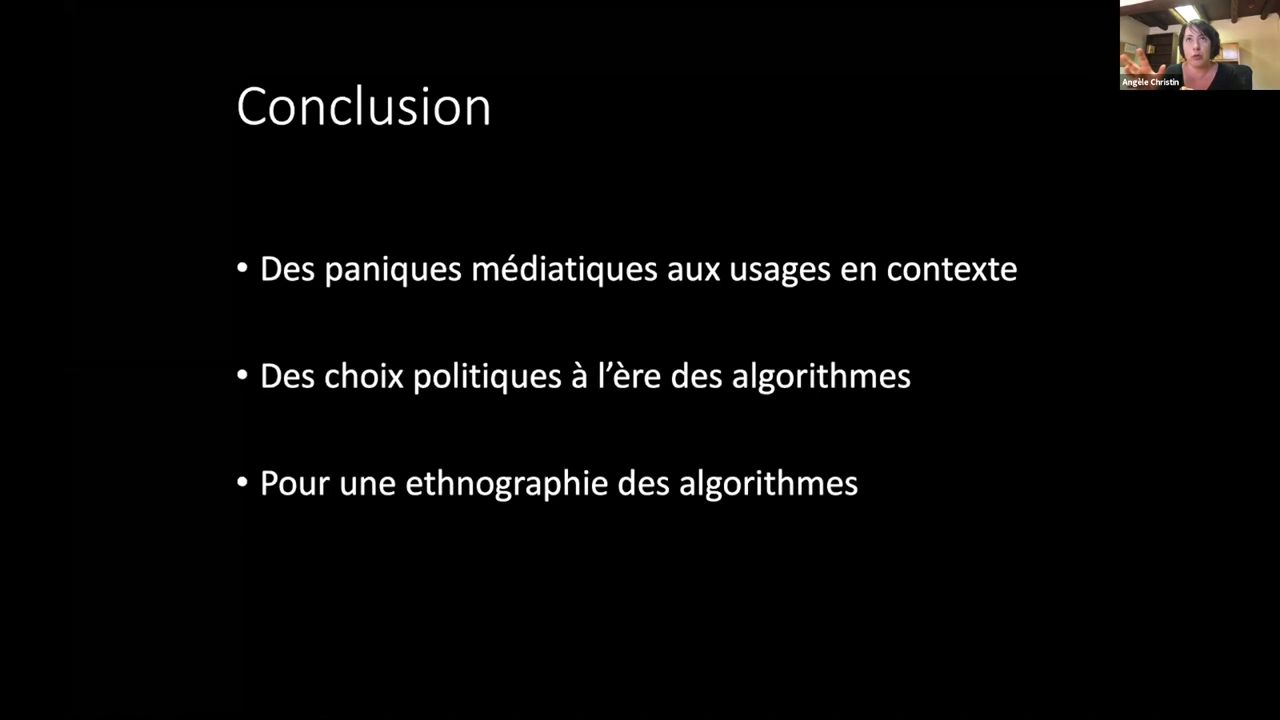 Conclusion
Angèle Christin
• Des paniques médiatiques aux usages en contexte
• Des choix politiques à l’ère des algorithmes
• Pour une ethnographie des algorithmes